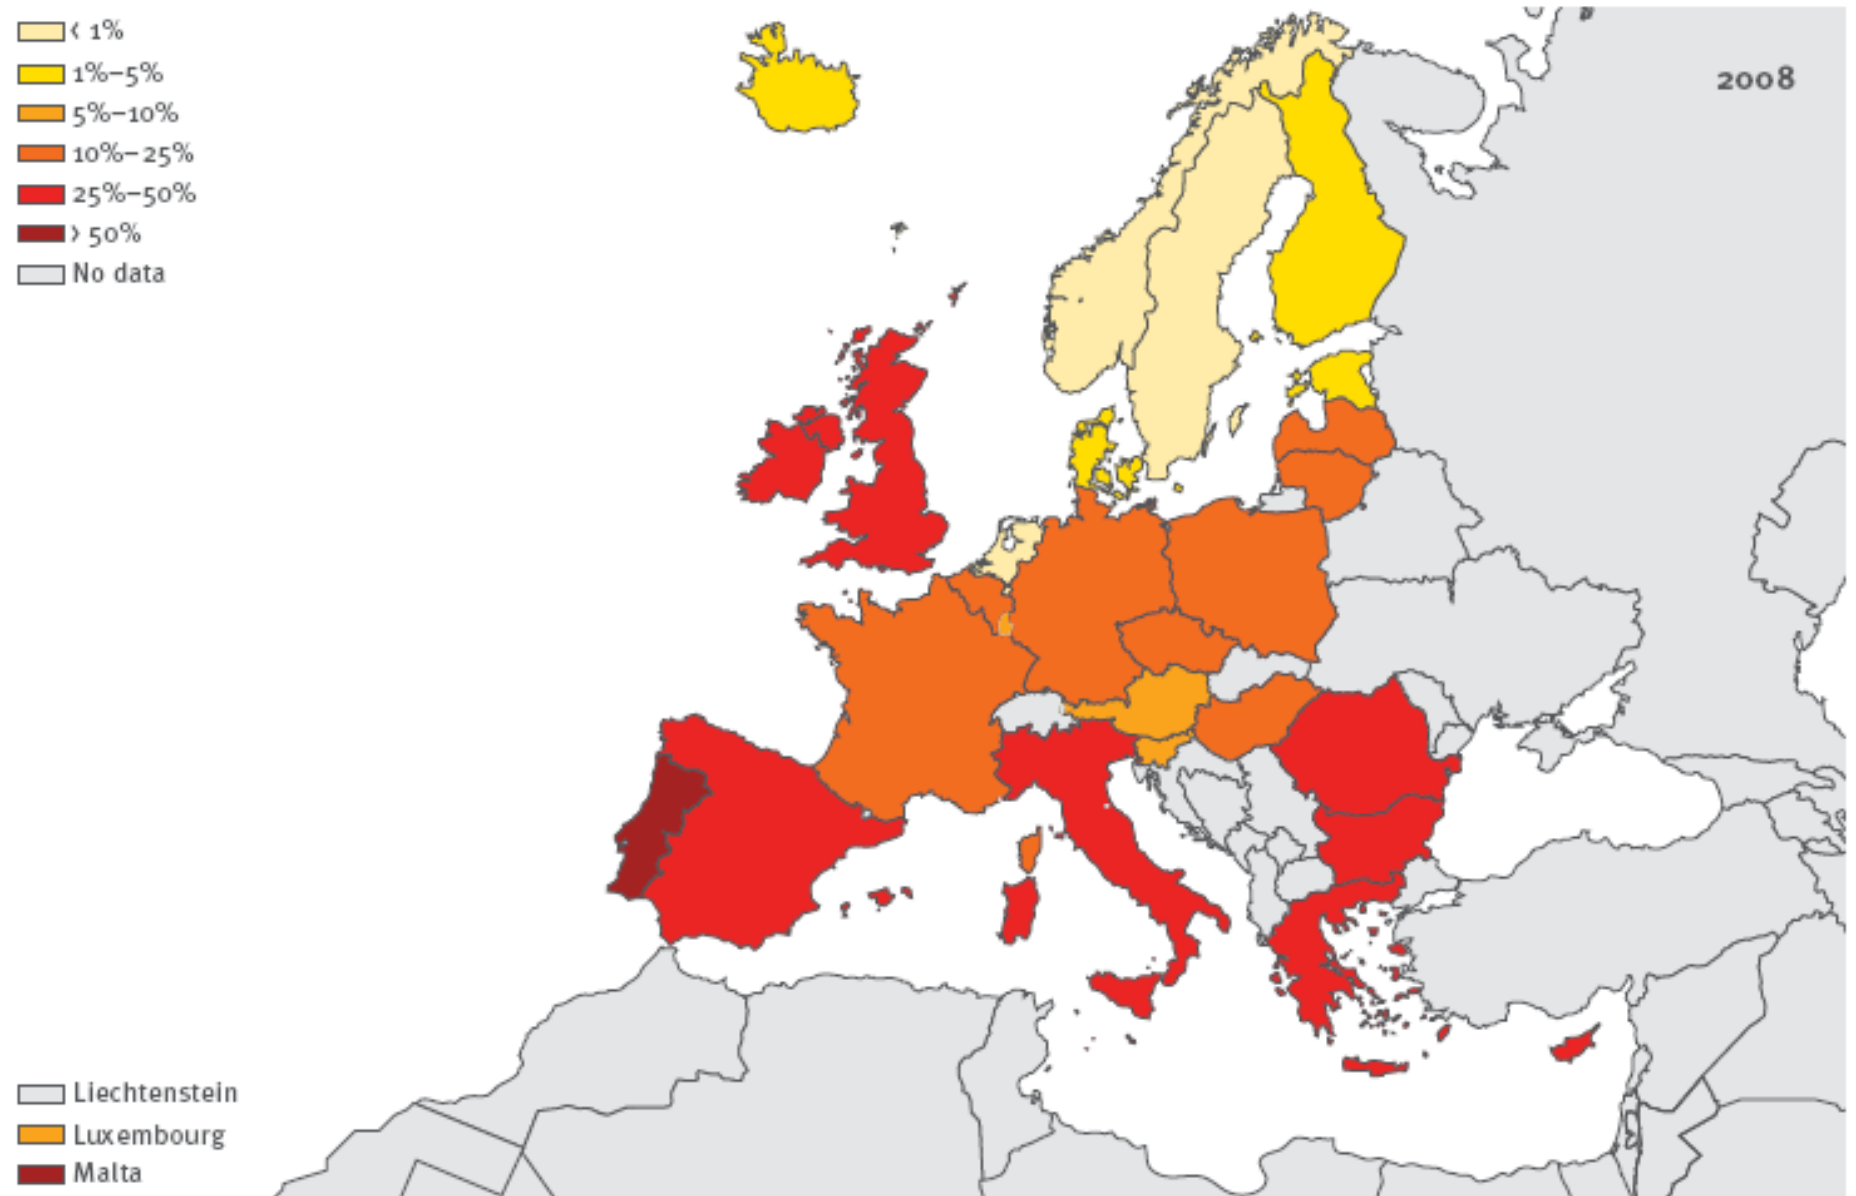 < 1%
1%–5%
5%–10%
10%–25%
25%–50%
> 50%
No data
2008
Liechtenstein
Luxembourg
Malta